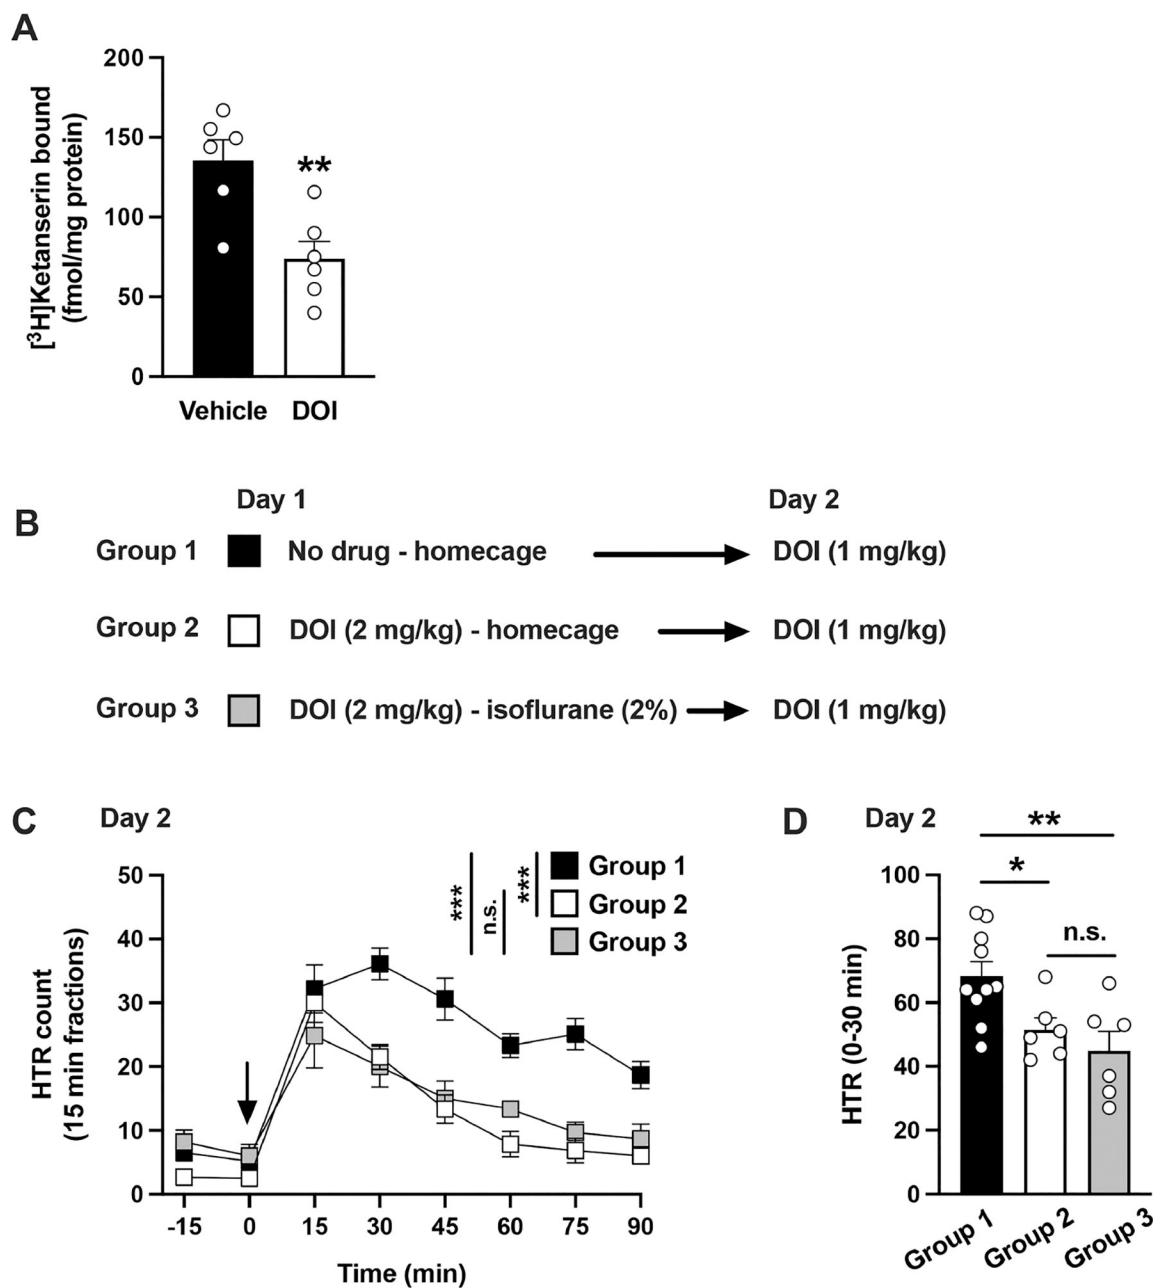 A
[³H]Ketanserin bound
(fmol/mg protein)
200
150
100
50
0
**
Vehicle DOI
B
Day 1 Day 2
Group 1 No drug - homecage DOI (1 mg/kg)
Group 2 DOI (2 mg/kg) - homecage DOI (1 mg/kg)
Group 3 DOI (2 mg/kg) - isoflurane (2%) DOI (1 mg/kg)
C Day 2
HTR count
(15 min fractions)
50
40
30
20
10
0
-15 0 15 30 45 60 75 90
Time (min)
***
n.s.
***
Group 1
Group 2
Group 3
D Day 2
HTR (0-30 min)
100
80
60
40
20
0
**
*
n.s.
Group 1 Group 2 Group 3